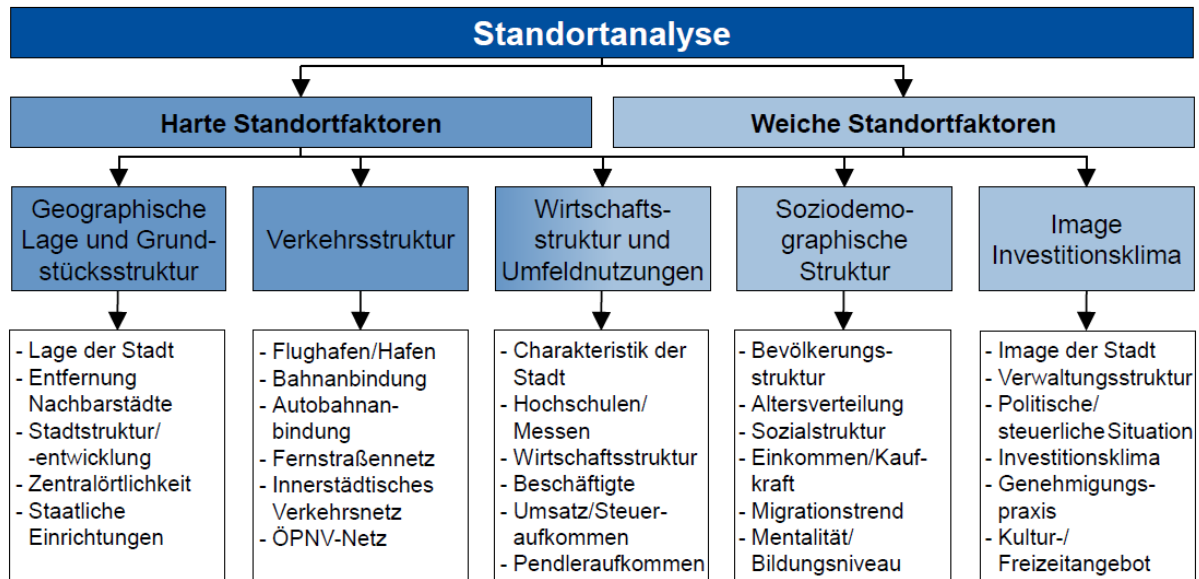 Standortanalyse
Harte Standortfaktoren
Weiche Standortfaktoren
Geographische
Lage und Grund-
stücksstruktur
Verkehrsstruktur
Wirtschafts-
struktur und
Umfeldnutzungen
Soziodemo-
graphische
Struktur
Image
Investitionsklima
- Lage der Stadt
- Entfernung
Nachbarstädte
- Stadtstruktur/
-entwicklung
- Zentralörtlichkeit
- Staatliche
Einrichtungen
- Flughafen/Hafen
- Bahnanbindung
- Autobahnan-
bindung
- Fernstraßennetz
- Innerstädtisches
Verkehrsnetz
- ÖPNV-Netz
- Charakteristik der
Stadt
- Hochschulen/
Messen
- Wirtschaftsstruktur
- Beschäftigte
- Umsatz/Steuer-
aufkommen
- Pendleraufkommen
- Bevölkerungs-
struktur
- Altersverteilung
- Sozialstruktur
- Einkommen/Kauf-
kraft
- Migrationstrend
- Mentalität/
Bildungsniveau
- Image der Stadt
- Verwaltungsstruktur
- Politische/
steuerliche Situation
- Investitionsklima
- Genehmigungs-
praxis
- Kultur-/
Freizeitangebot